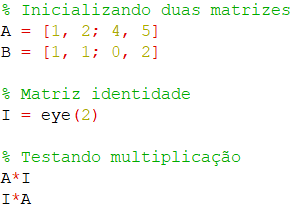 % Inicializando duas matrizes
A = [1, 2; 4, 5]
B = [1, 1; 0, 2]
% Matriz identidade
I = eye(2)
% Testando multiplicação
A*I
I*A